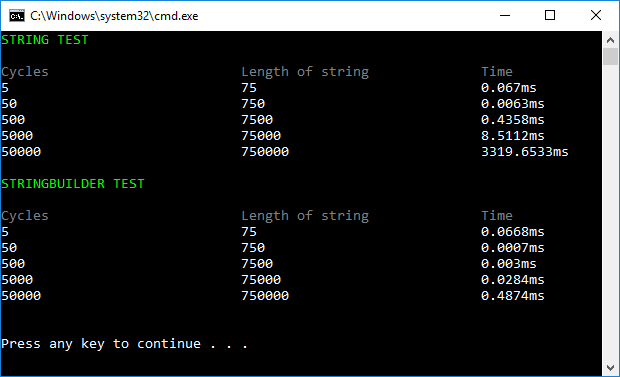 C:\Windows\system32\cmd.exe
STRING TEST
Cycles Length of string Time
5 75 0.067ms
50 750 0.0063ms
500 7500 0.4358ms
5000 75000 8.5112ms
50000 750000 3319.6533ms
STRINGBUILDER TEST
Cycles Length of string Time
5 75 0.0668ms
50 750 0.0007ms
500 7500 0.003ms
5000 75000 0.0284ms
50000 750000 0.4874ms
Press any key to continue . . .